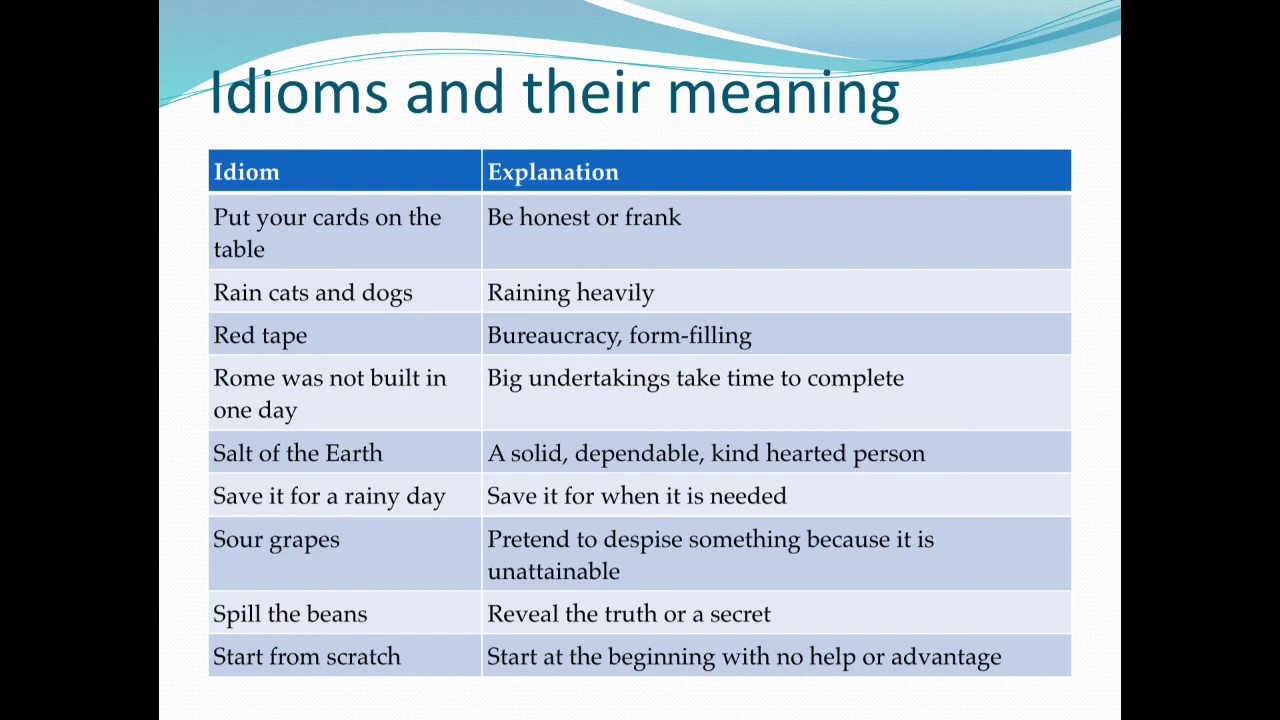 Idioms and their meaning
Idiom
Explanation
Put your cards on the
table
Be honest or frank
Rain cats and dogs
Raining heavily
Red tape
Bureaucracy, form-filling
Rome was not built in
one day
Big undertakings take time to complete
Salt of the Earth
A solid, dependable, kind hearted person
Save it for a rainy day
Save it for when it is needed
Sour grapes
Pretend to despise something because it is
unattainable
Spill the beans
Reveal the truth or a secret
Start from scratch
Start at the beginning with no help or advantage